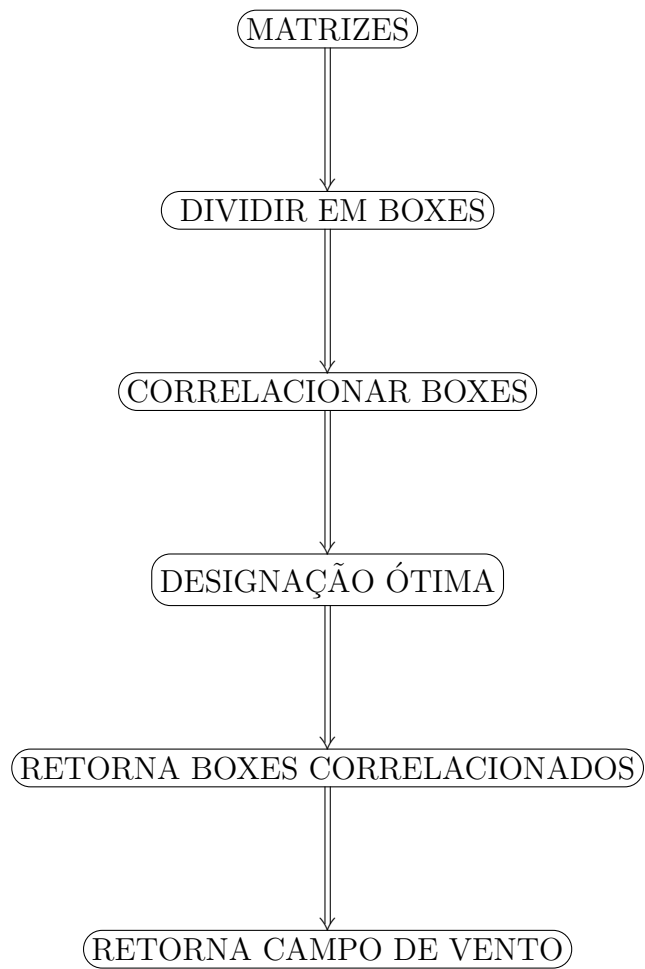 MATRIZES
DIVIDIR EM BOXES
CORRELACIONAR BOXES
DESIGNAÇÃO ÓTIMA
RETORNA BOXES CORRELACIONADOS
RETORNA CAMPO DE VENTO